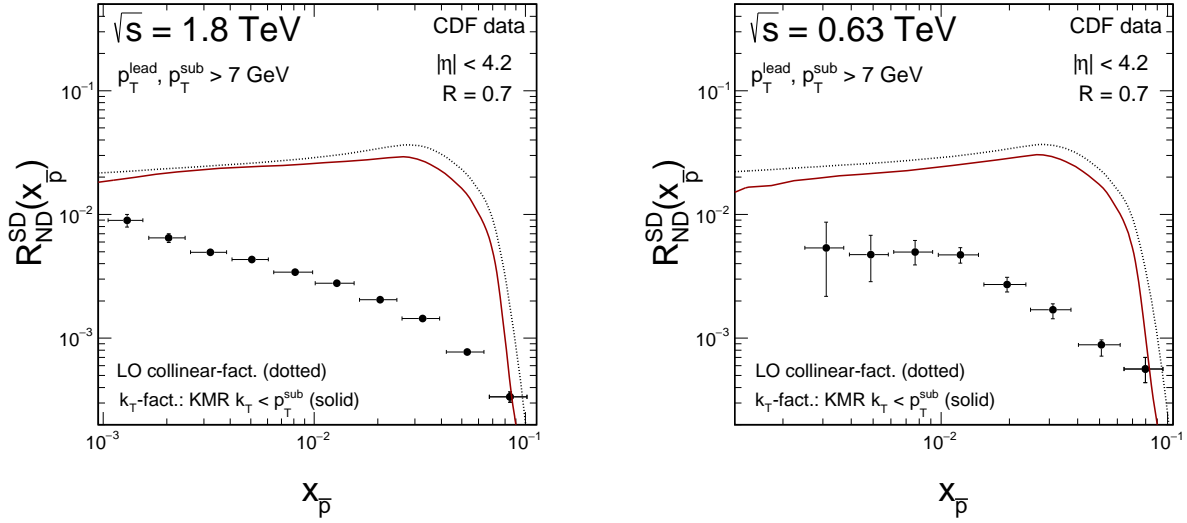 √s = 1.8 TeV
CDF data
p_T^lead, p_T^sub > 7 GeV
|η| < 4.2
R = 0.7
10^-1
10^-2
10^-3
R_ND^SD(x_p̅)
LO collinear-fact. (dotted)
k_T-fact.: KMR k_T < p_T^sub (solid)
10^-3
10^-2
10^-1
x_p̅
√s = 0.63 TeV
CDF data
p_T^lead, p_T^sub > 7 GeV
|η| < 4.2
R = 0.7
10^-1
10^-2
10^-3
R_ND^SD(x_p̅)
LO collinear-fact. (dotted)
k_T-fact.: KMR k_T < p_T^sub (solid)
10^-2
10^-1
x_p̅